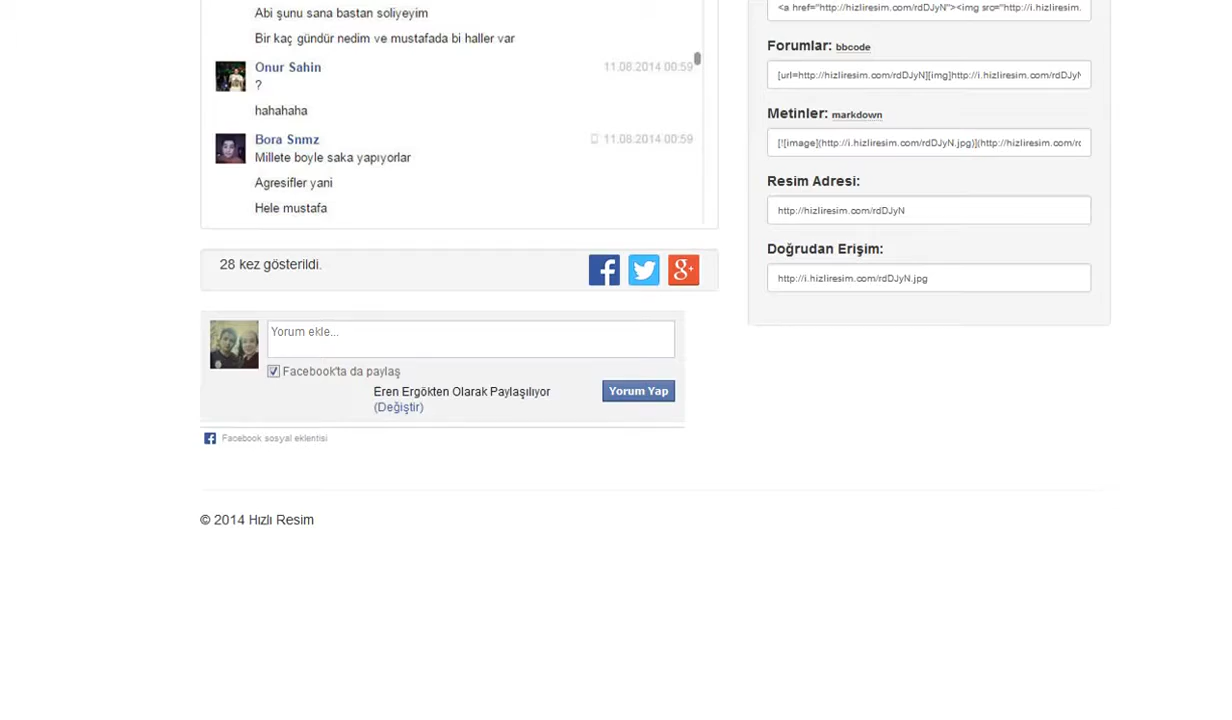 Abi şunu sana bastan soliyeyim
Bir kaç gündür nedim ve mustafada bi haller var
Onur Sahin
11.08.2014 00:59
?
hahahaha
Bora Snmz
11.08.2014 00:59
Millete boyle saka yapıyorlar
Agresifler yani
Hele mustafa
28 kez gösterildi.
Yorum ekle...
Facebook'ta da paylaş
Eren Ergökten Olarak Paylaşılıyor
(Değiştir)
Yorum Yap
Facebook sosyal eklentisi
© 2014 Hızlı Resim
<a href="http://hizliresim.com/rdDJyN"><img src="http://i.hizliresim.
Forumlar: bbcode
[url=http://hizliresim.com/rdDJyN][img]http://i.hizliresim.com/rdDJyN
Metinler: markdown
[![image](http://i.hizliresim.com/rdDJyN.jpg)](http://hizliresim.com/rd
Resim Adresi:
http://hizliresim.com/rdDJyN
Doğrudan Erişim:
http://i.hizliresim.com/rdDJyN.jpg